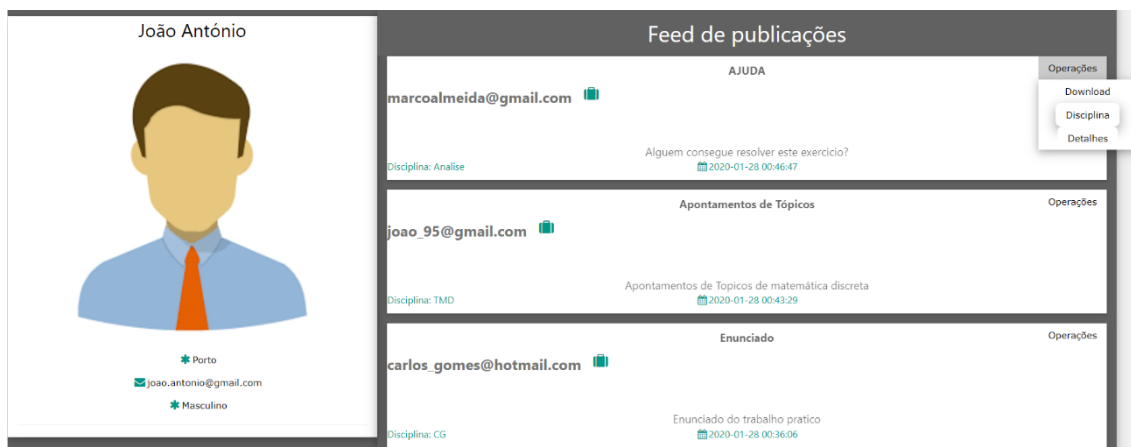 João António
Porto
joao.antonio@gmail.com
Masculino
Feed de publicações
AJUDA
Operações
Download
Disciplina
Detalhes
marcoalmeida@gmail.com
Alguem consegue resolver este exercicio?
Disciplina: Analise
2020-01-28 00:46:47
Apontamentos de Tópicos
Operações
joao_95@gmail.com
Apontamentos de Topicos de matemática discreta
Disciplina: TMD
2020-01-28 00:43:29
Enunciado
Operações
carlos_gomes@hotmail.com
Enunciado do trabalho pratico
Disciplina: CG
2020-01-28 00:36:06